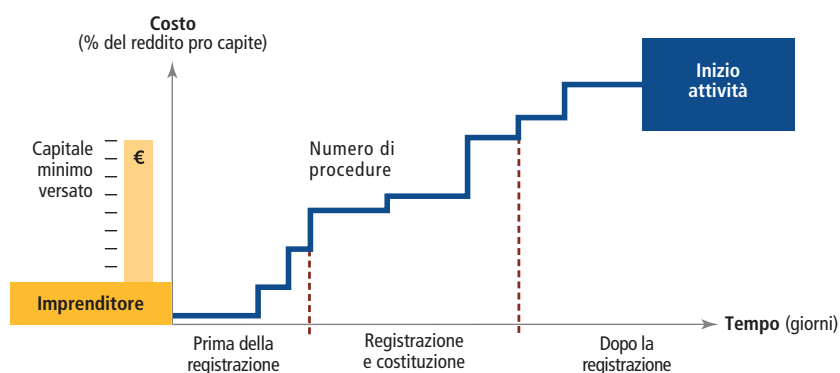 Costo
(% del reddito pro capite)
Inizio
attività
Capitale
minimo
versato
€
Numero di
procedure
Imprenditore
Tempo (giorni)
Prima della
registrazione
Registrazione
e costituzione
Dopo la
registrazione